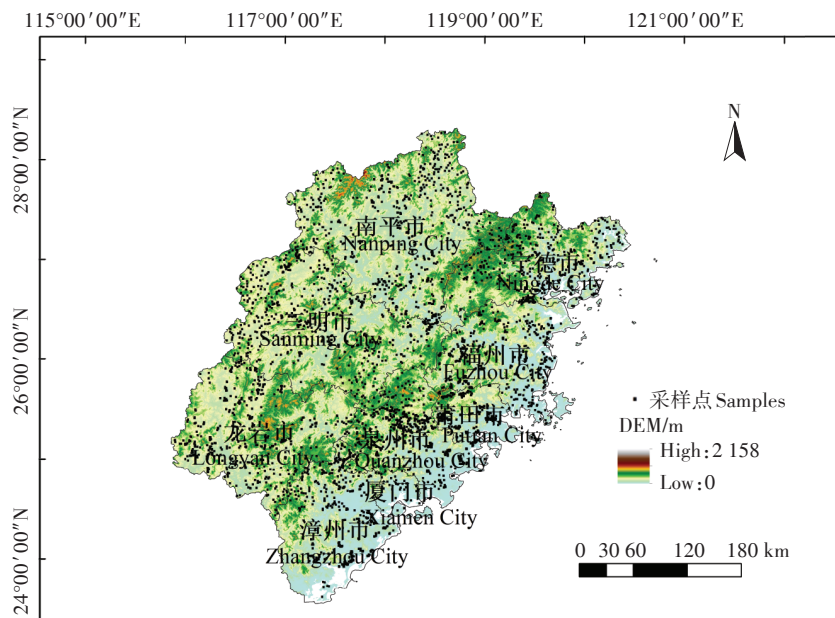 115°00′00″E 117°00′00″E 119°00′00″E 121°00′00″E
N
28°00′00″N
26°00′00″N
24°00′00″N
南平市
Nanping City
宁德市
Ningde City
三明市
Sanming City
福州市
Fuzhou City
莆田市
Putian City
龙岩市
Longyan City
泉州市
Quanzhou City
厦门市
Xiamen City
漳州市
Zhangzhou City
采样点 Samples
DEM/m
High:2 158
Low:0
0 30 60 120 180 km